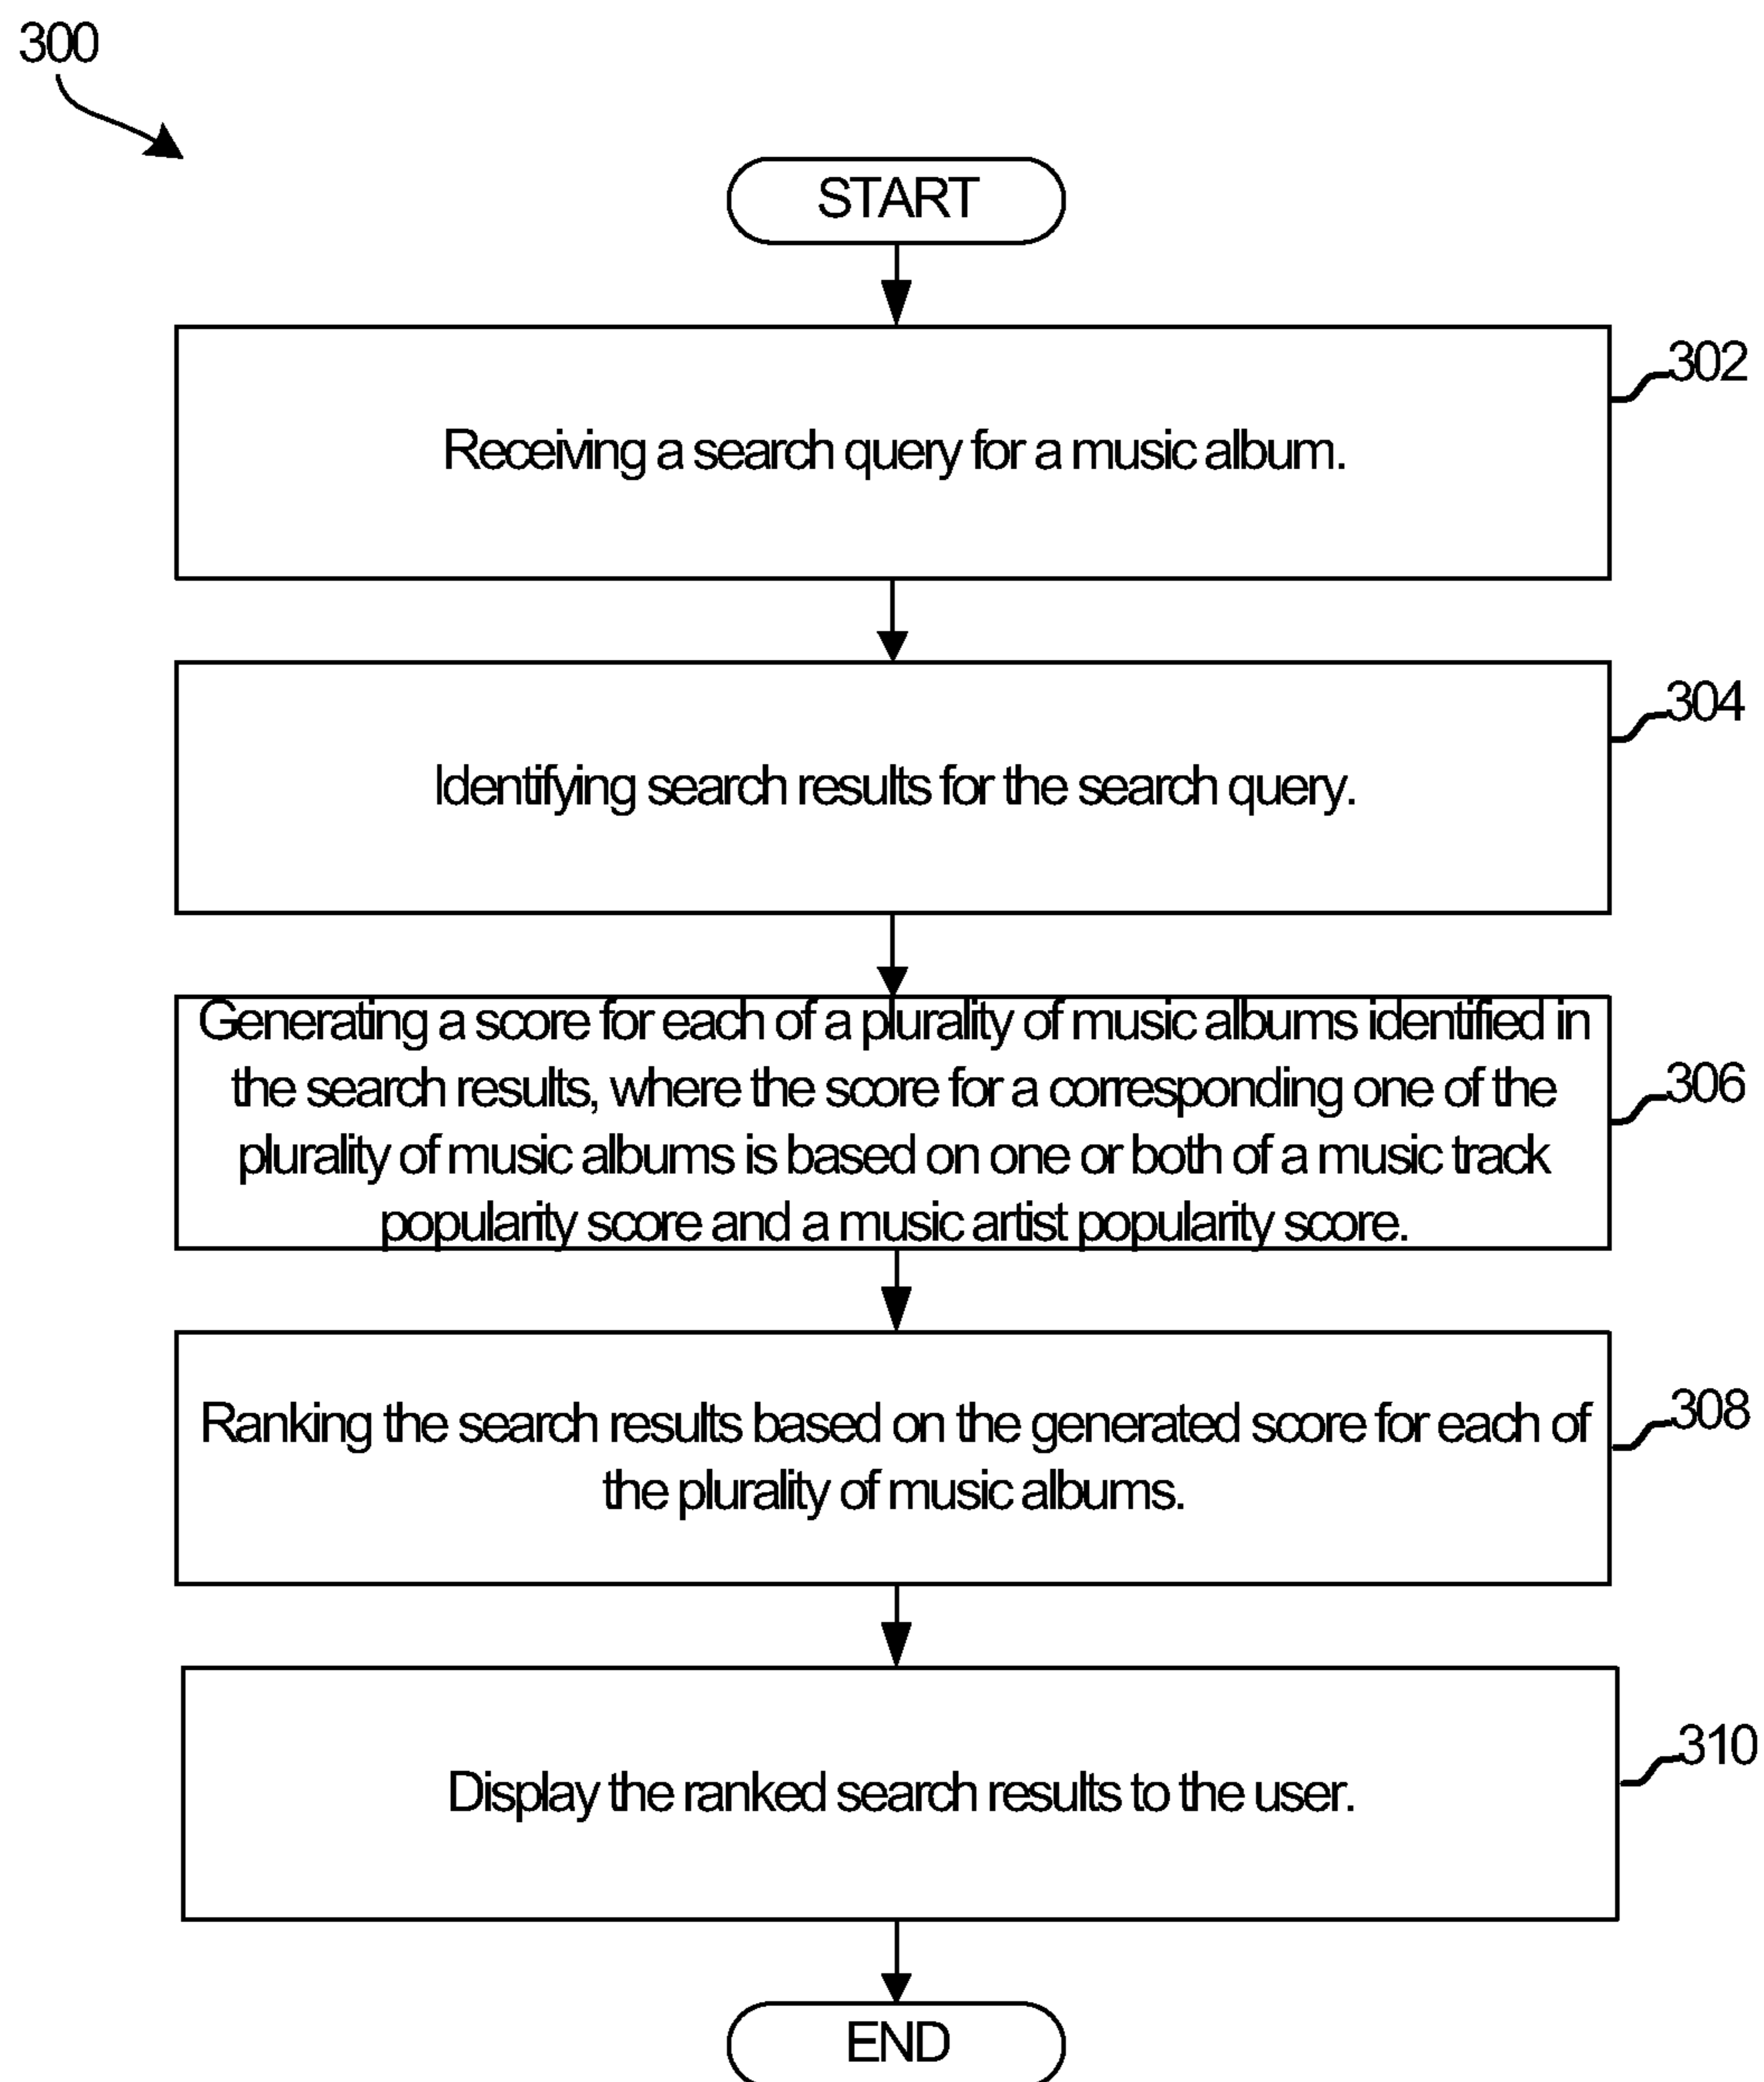 300
START
302
Receiving a search query for a music album.
304
Identifying search results for the search query.
Generating a score for each of a plurality of music albums identified in
the search results, where the score for a corresponding one of the
306
plurality of music albums is based on one or both of a music track
popularity score and a music artist popularity score.
308
Ranking the search results based on the generated score for each of
the plurality of music albums.
310
Display the ranked search results to the user.
END